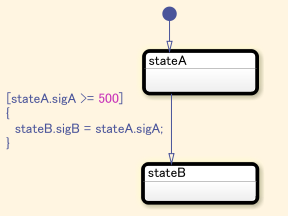 stateA
[stateA.sigA >= 500]
{
stateB.sigB = stateA.sigA;
}
stateB